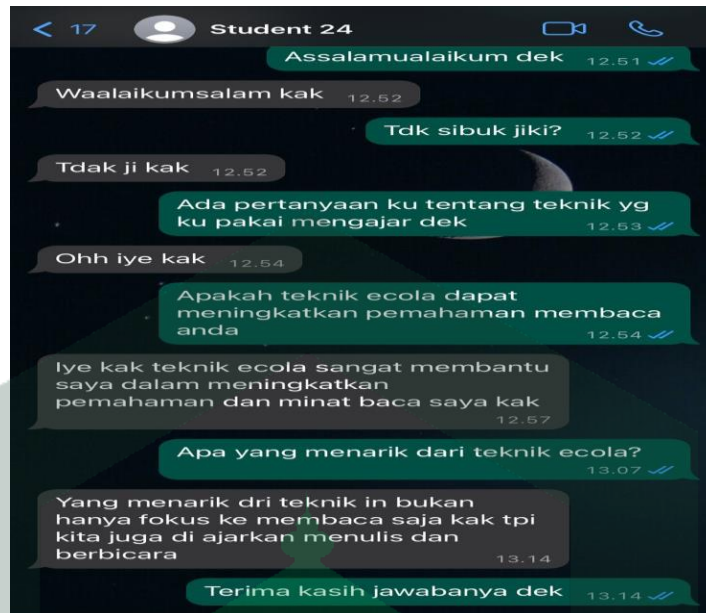 < 17 Student 24
Assalamualaikum dek 12.51
Waalaikumsalam kak 12.52
Tdk sibuk jiki? 12.52
Tdak ji kak 12.52
Ada pertanyaan ku tentang teknik yg
ku pakai mengajar dek 12.53
Ohh iye kak 12.54
Apakah teknik ecola dapat
meningkatkan pemahaman membaca
anda 12.54
Iye kak teknik ecola sangat membantu
saya dalam meningkatkan
pemahaman dan minat baca saya kak
12.57
Apa yang menarik dari teknik ecola?
13.07
Yang menarik dri teknik in bukan
hanya fokus ke membaca saja kak tpi
kita juga di ajarkan menulis dan
berbicara 13.14
Terima kasih jawabanya dek 13.14